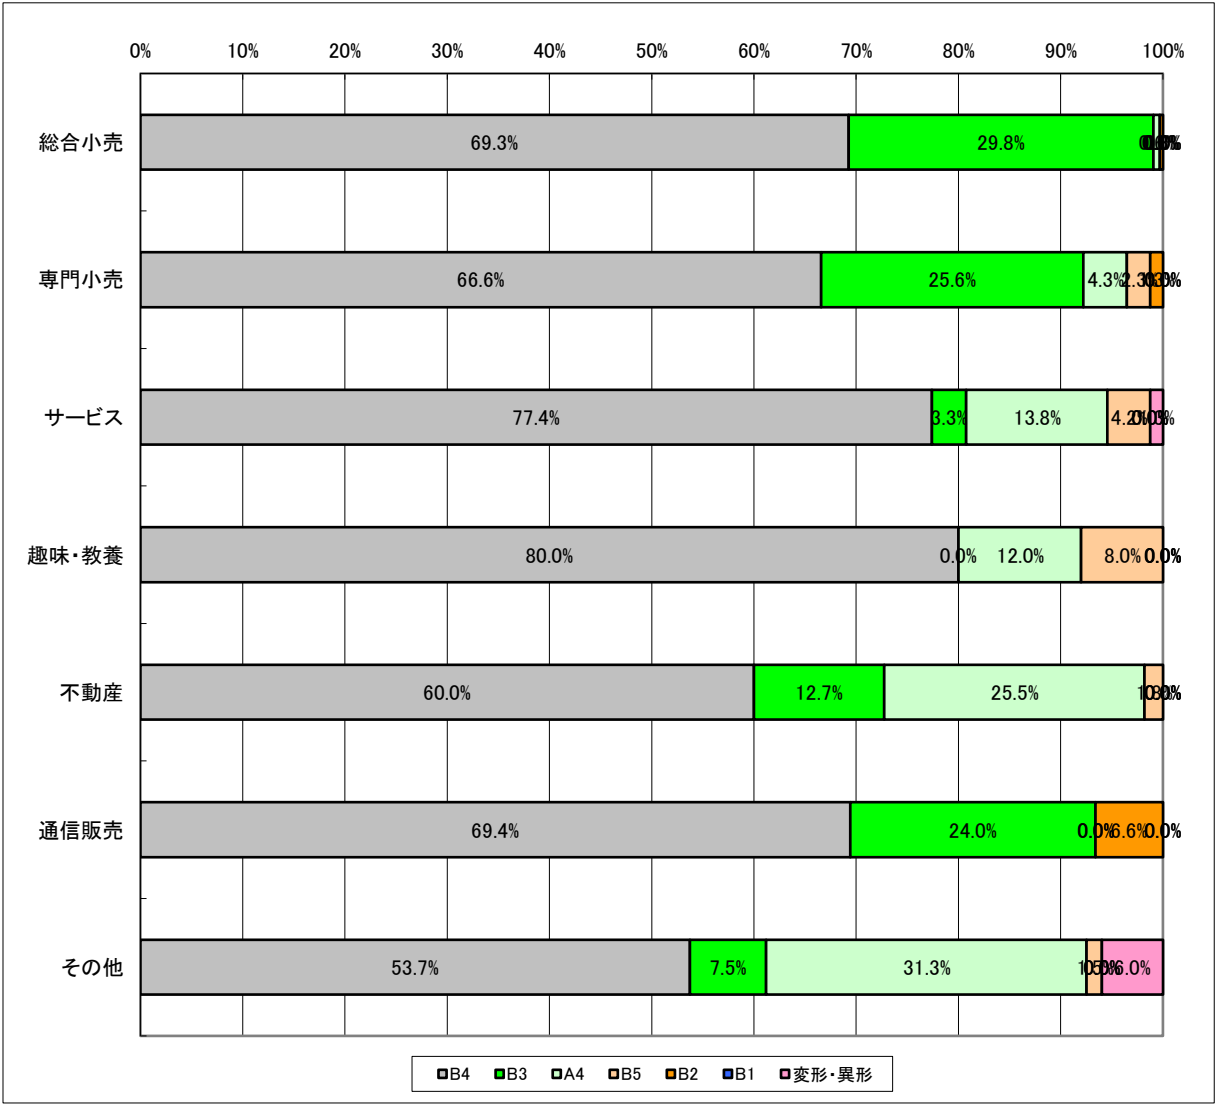 0% 10% 20% 30% 40% 50% 60% 70% 80% 90% 100%
総合小売 69.3% 29.8%
専門小売 66.6% 25.6% 4.3% 2.3%
サービス 77.4% 3.3% 13.8% 4.2%
趣味・教養 80.0% 0.0% 12.0% 8.0% 0.0%
不動産 60.0% 12.7% 25.5%
通信販売 69.4% 24.0% 0.0% 6.6% 0.0%
その他 53.7% 7.5% 31.3% 6.0%
B4 B3 A4 B5 B2 B1 変形・異形